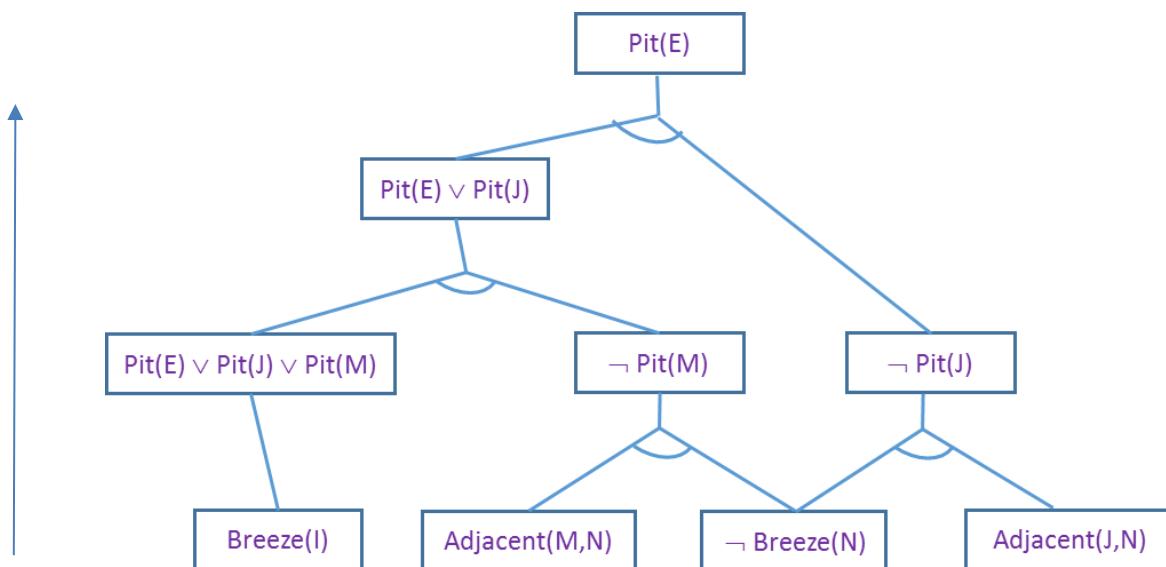 Pit(E)
Pit(E) ∨ Pit(J)
Pit(E) ∨ Pit(J) ∨ Pit(M)
¬ Pit(M)
¬ Pit(J)
Breeze(I)
Adjacent(M,N)
¬ Breeze(N)
Adjacent(J,N)